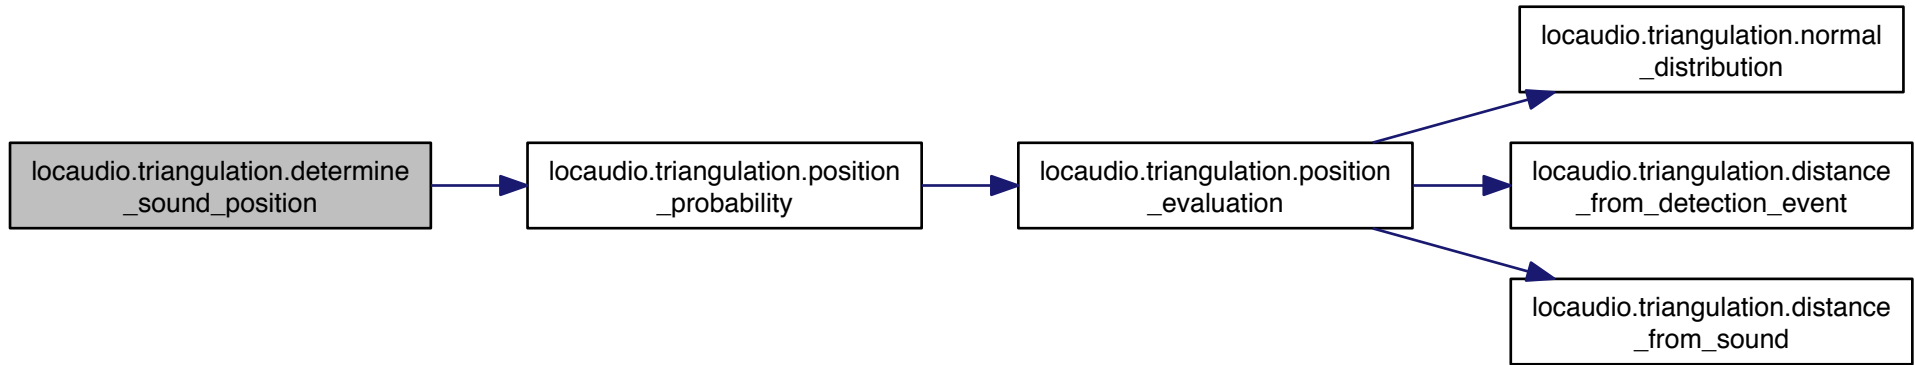 locaudio.triangulation.determine
_sound_position
locaudio.triangulation.position
_probability
locaudio.triangulation.position
_evaluation
locaudio.triangulation.normal
_distribution
locaudio.triangulation.distance
_from_detection_event
locaudio.triangulation.distance
_from_sound